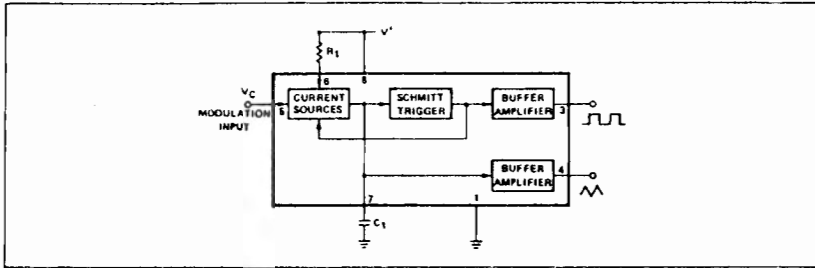 V'
R1
6
8
VC
MODULATION
INPUT
5
CURRENT
SOURCES
SCHMITT
TRIGGER
BUFFER
AMPLIFIER
3
BUFFER
AMPLIFIER
4
7
1
C1